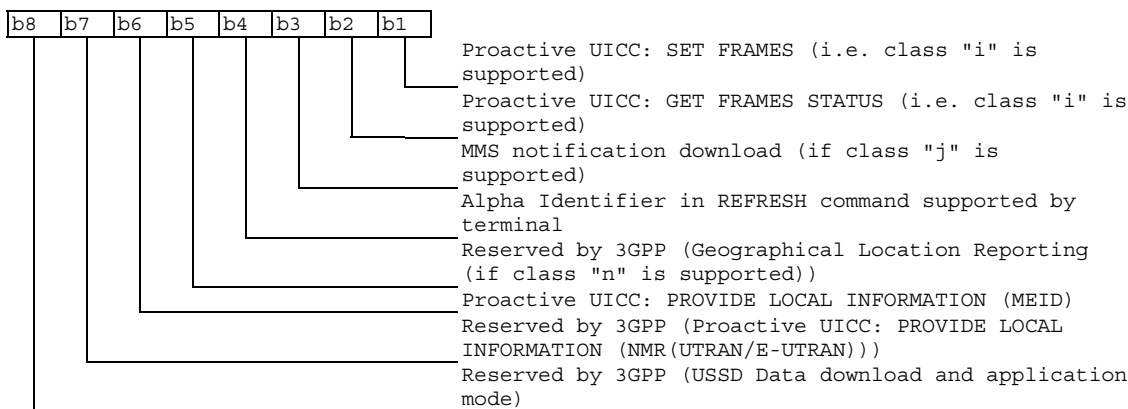 b8 b7 b6 b5 b4 b3 b2 b1
Proactive UICC: SET FRAMES (i.e. class "i" is
supported)
Proactive UICC: GET FRAMES STATUS (i.e. class "i" is
supported)
MMS notification download (if class "j" is
supported)
Alpha Identifier in REFRESH command supported by
terminal
Reserved by 3GPP (Geographical Location Reporting
(if class "n" is supported))
Proactive UICC: PROVIDE LOCAL INFORMATION (MEID)
Reserved by 3GPP (Proactive UICC: PROVIDE LOCAL
INFORMATION (NMR(UTRAN/E-UTRAN)))
Reserved by 3GPP (USSD Data download and application
mode)